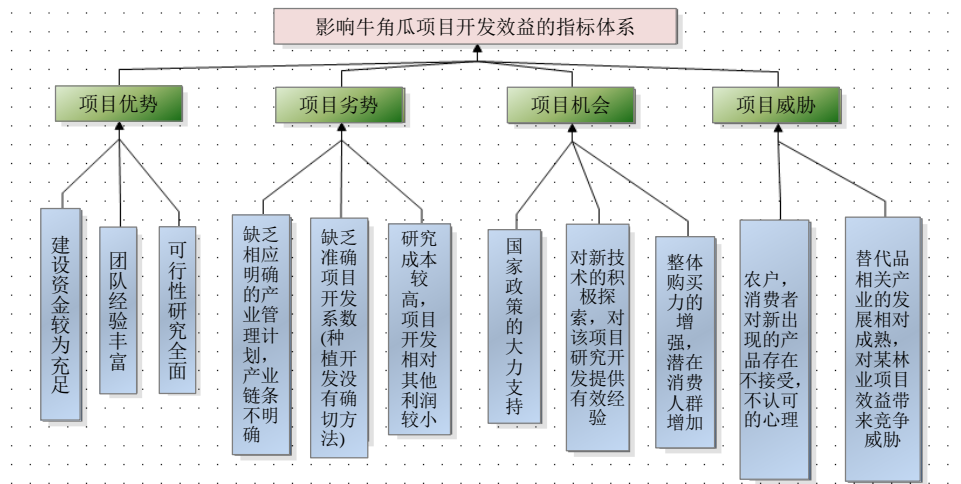 影响牛角瓜项目开发效益的指标体系
项目优势
项目劣势
项目机会
项目威胁
建设资金较为充足
团队经验丰富
可行性研究全面
缺乏
相应
明确
的产
业管
理计
划，
产业
链条
不明
确
缺乏
准确
项目
开发
系数
(种
植开
发没
有确
切方
法)
研究
成本
较
高，
项目
开发
相对
其他
利润
较小
国家政策的大力支持
对新技
术的积
极探
索，对
该项目
研究开
发提供
有效经
验
整体
购买
力的
增
强，
潜在
消费
人群
增加
农户，
消费者
对新出
现的产
品存在
不接受，
不认可
的心理
替代品
相关产
业的发
展相对
成熟，
对某林
业项目
效益带
来竞争
威胁